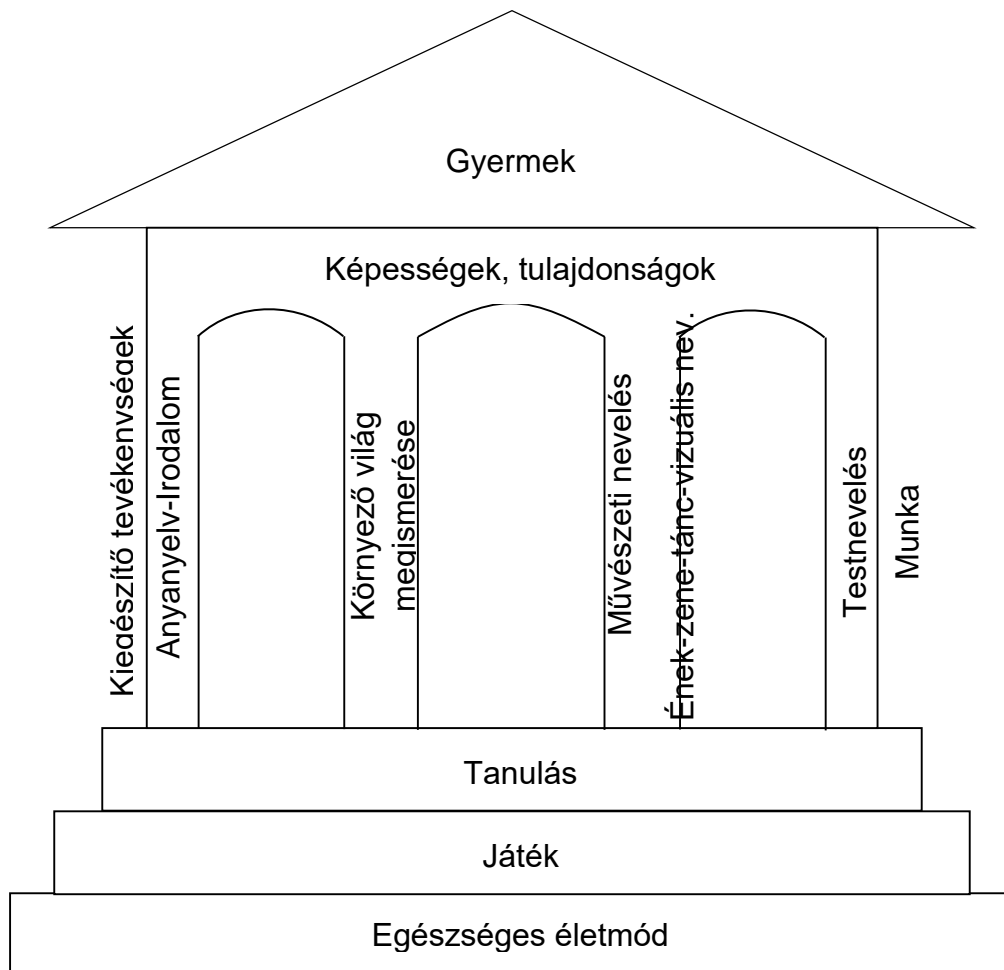 Gyermek
Képességek, tulajdonságok
Kiegészítő tevékenységek
Anyanyelv-Irodalom
Környező világ
megismerése
Művészeti nevelés
Ének-zene-tánc-vizuális nev.
Testnevelés
Munka
Tanulás
Játék
Egészséges életmód